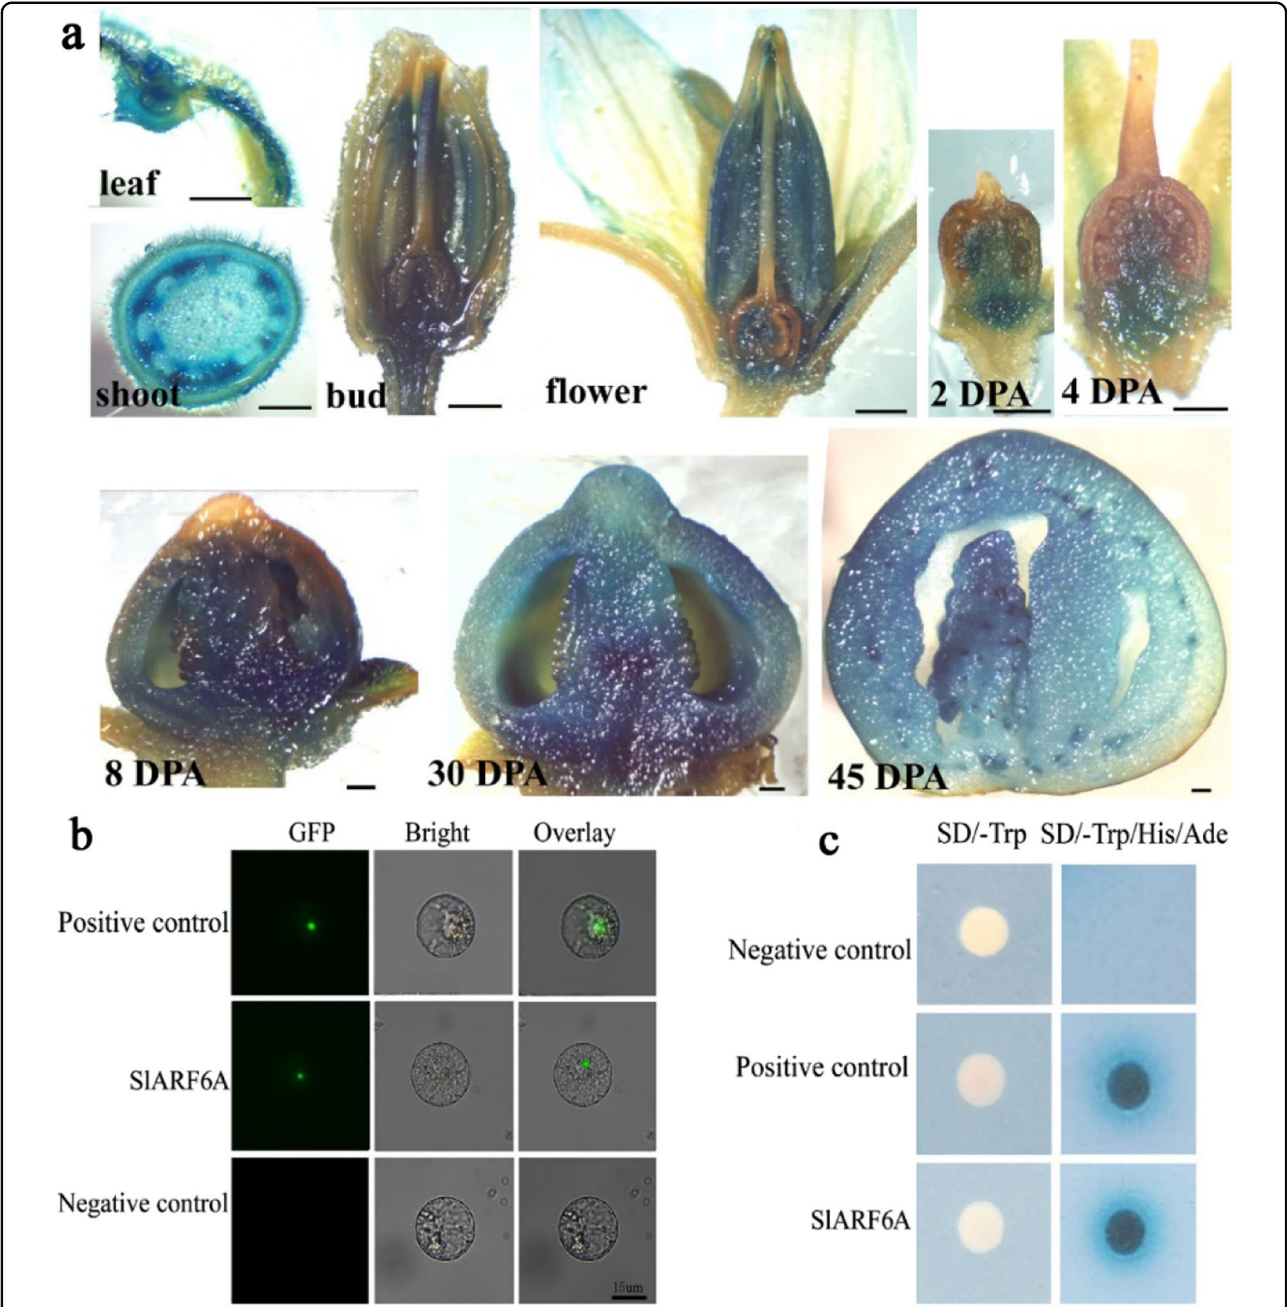 a
leaf
shoot
bud
flower
2 DPA
4 DPA
8 DPA
30 DPA
45 DPA
b
GFP Bright Overlay
Positive control
SlARF6A
Negative control
15um
c
SD/-Trp SD/-Trp/His/Ade
Negative control
Positive control
SlARF6A